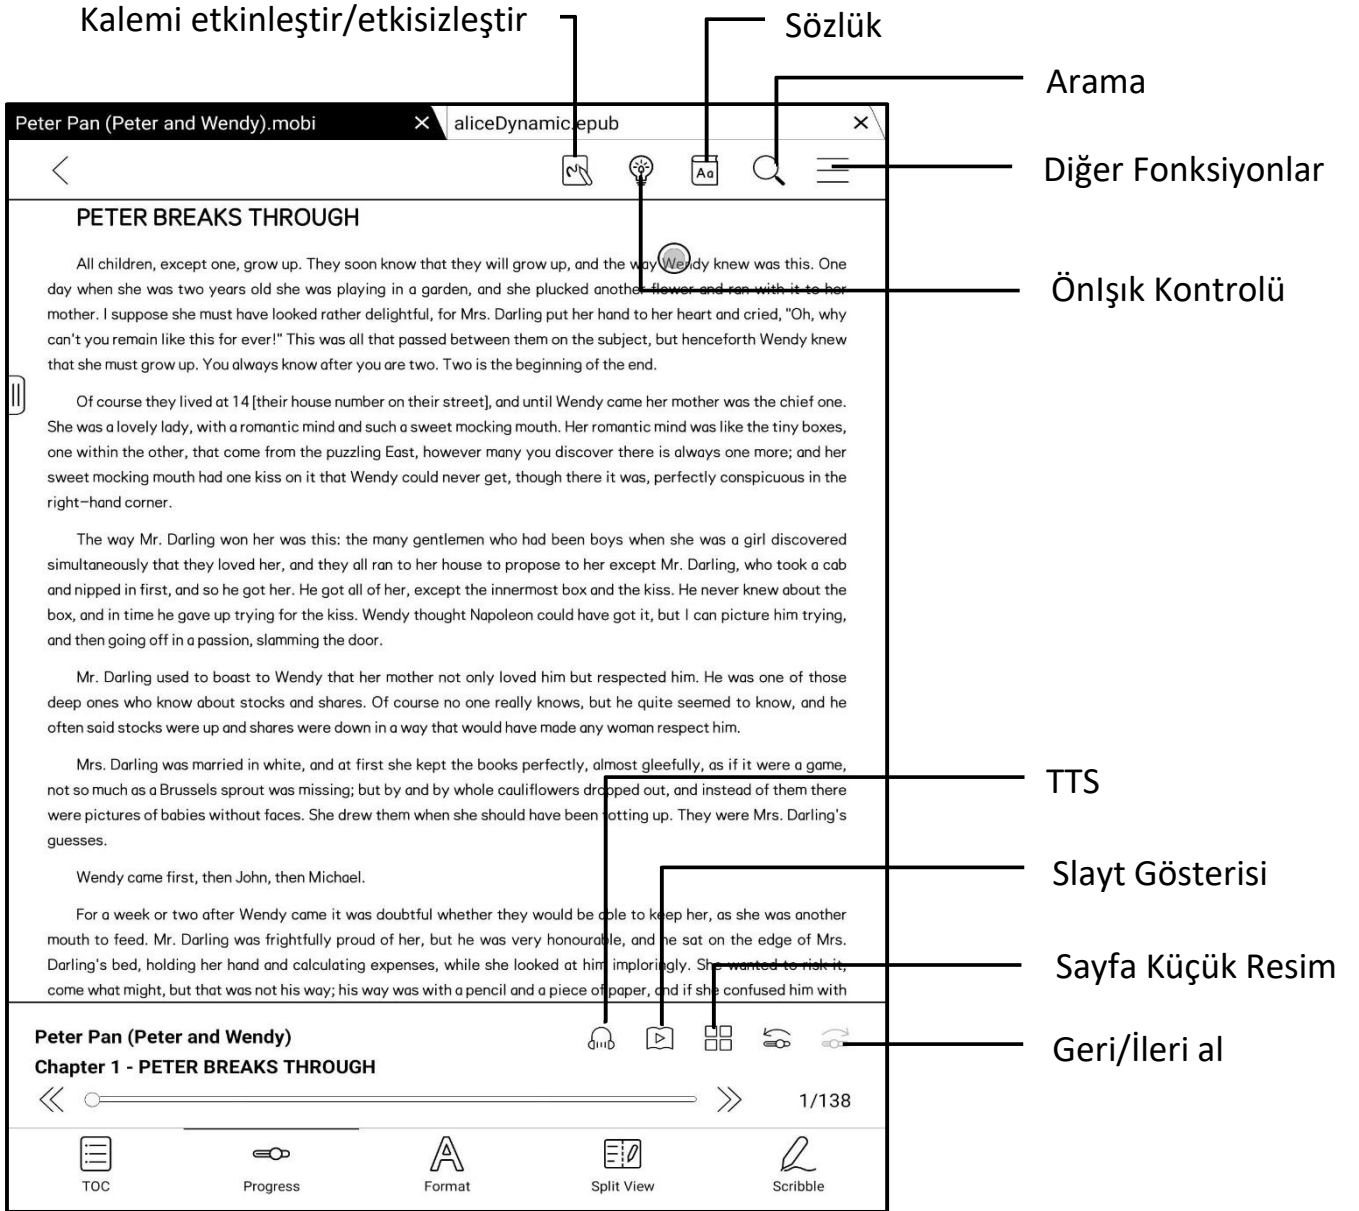 Kalemi etkinleştir/etkisizleştir
Sözlük
Arama
Peter Pan (Peter and Wendy).mobi × aliceDynamic.epub ×
Aa
Diğer Fonksiyonlar
PETER BREAKS THROUGH
All children, except one, grow up. They soon know that they will grow up, and the way Wendy knew was this. One
day when she was two years old she was playing in a garden, and she plucked another flower and ran with it to her
ÖnIşık Kontrolü
mother. I suppose she must have looked rather delightful, for Mrs. Darling put her hand to her heart and cried, "Oh, why
can't you remain like this for ever!" This was all that passed between them on the subject, but henceforth Wendy knew
that she must grow up. You always know after you are two. Two is the beginning of the end.
Of course they lived at 14 [their house number on their street], and until Wendy came her mother was the chief one.
She was a lovely lady, with a romantic mind and such a sweet mocking mouth. Her romantic mind was like the tiny boxes,
one within the other, that come from the puzzling East, however many you discover there is always one more; and her
sweet mocking mouth had one kiss on it that Wendy could never get, though there it was, perfectly conspicuous in the
right-hand corner.
The way Mr. Darling won her was this: the many gentlemen who had been boys when she was a girl discovered
simultaneously that they loved her, and they all ran to her house to propose to her except Mr. Darling, who took a cab
and nipped in first, and so he got her. He got all of her, except the innermost box and the kiss. He never knew about the
box, and in time he gave up trying for the kiss. Wendy thought Napoleon could have got it, but I can picture him trying,
and then going off in a passion, slamming the door.
Mr. Darling used to boast to Wendy that her mother not only loved him but respected him. He was one of those
deep ones who know about stocks and shares. Of course no one really knows, but he quite seemed to know, and he
often said stocks were up and shares were down in a way that would have made any woman respect him.
Mrs. Darling was married in white, and at first she kept the books perfectly, almost gleefully, as if it were a game,
not so much as a Brussels sprout was missing; but by and by whole cauliflowers dropped out, and instead of them there
TTS
were pictures of babies without faces. She drew them when she should have been totting up. They were Mrs. Darling's
guesses.
Wendy came first, then John, then Michael.
Slayt Gösterisi
For a week or two after Wendy came it was doubtful whether they would be able to keep her, as she was another
mouth to feed. Mr. Darling was frightfully proud of her, but he was very honourable, and he sat on the edge of Mrs.
Darling's bed, holding her hand and calculating expenses, while she looked at him imploringly. She wanted to risk it,
Sayfa Küçük Resim
come what might, but that was not his way; his way was with a pencil and a piece of paper, and if she confused him with
Peter Pan (Peter and Wendy)
Geri/İleri al
Chapter 1 - PETER BREAKS THROUGH
1/138
TOC Progress Format Split View Scribble